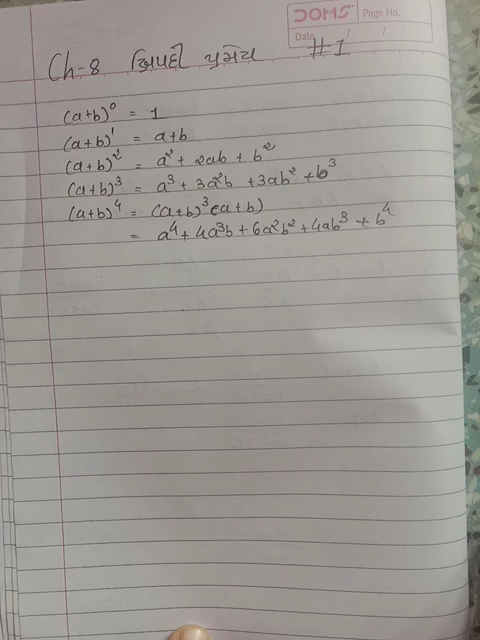 DOMS Page No.
Date / /
Ch-8 દ્વિપદી પ્રમેય #1
(a+b)⁰ = 1
(a+b)¹ = a+b
(a+b)² = a² + 2ab + b²
(a+b)³ = a³ + 3a²b + 3ab² + b³
(a+b)⁴ = (a+b)³(a+b)
= a⁴ + 4a³b + 6a²b² + 4ab³ + b⁴